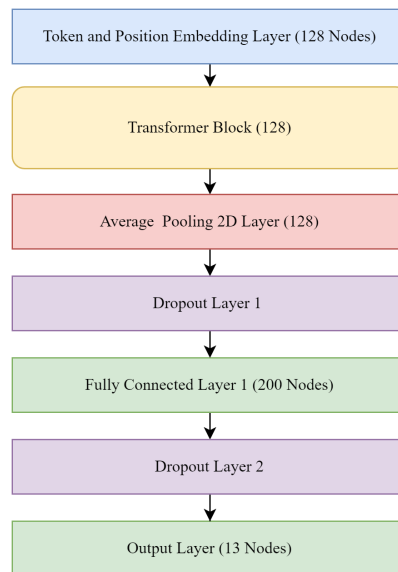 Token and Position Embedding Layer (128 Nodes)
Transformer Block (128)
Average Pooling 2D Layer (128)
Dropout Layer 1
Fully Connected Layer 1 (200 Nodes)
Dropout Layer 2
Output Layer (13 Nodes)